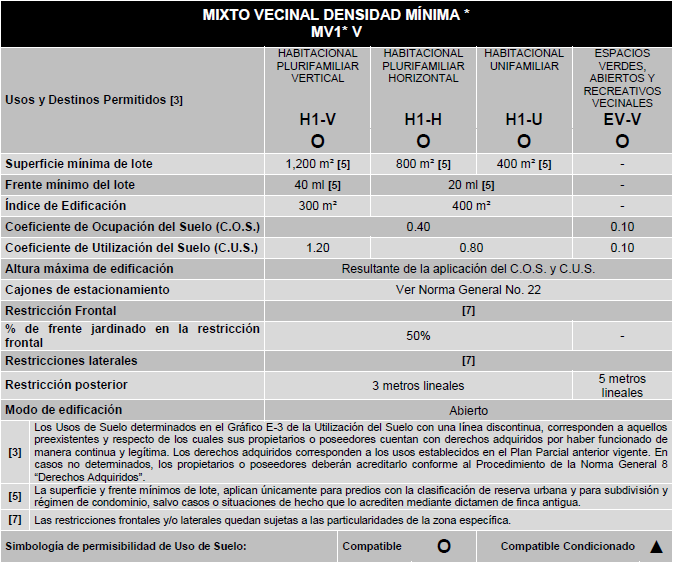 MIXTO VECINAL DENSIDAD MÍNIMA *
MV1* V
Usos y Destinos Permitidos [3]
HABITACIONAL
PLURIFAMILIAR
VERTICAL
H1-V
O
HABITACIONAL
PLURIFAMILIAR
HORIZONTAL
H1-H
O
HABITACIONAL
UNIFAMILIAR
H1-U
O
ESPACIOS
VERDES,
ABIERTOS Y
RECREATIVOS
VECINALES
EV-V
O
Superficie mínima de lote 1,200 m² [5] 800 m² [5] 400 m² [5] -
Frente mínimo del lote 40 ml [5] 20 ml [5] -
Índice de Edificación 300 m² 400 m² -
Coeficiente de Ocupación del Suelo (C.O.S.) 0.40 0.10
Coeficiente de Utilización del Suelo (C.U.S.) 1.20 0.80 0.10
Altura máxima de edificación Resultante de la aplicación del C.O.S. y C.U.S.
Cajones de estacionamiento Ver Norma General No. 22
Restricción Frontal [7]
% de frente jardinado en la restricción
frontal 50% -
Restricciones laterales [7]
Restricción posterior 3 metros lineales 5 metros
lineales
Modo de edificación Abierto
[3] Los Usos de Suelo determinados en el Gráfico E-3 de la Utilización del Suelo con una línea discontinua, corresponden a aquellos
preexistentes y respecto de los cuales sus propietarios o poseedores cuentan con derechos adquiridos por haber funcionado de
manera continua y legítima. Los derechos adquiridos corresponden a los usos establecidos en el Plan Parcial anterior vigente. En
casos no determinados, los propietarios o poseedores deberán acreditarlo conforme al Procedimiento de la Norma General 8
“Derechos Adquiridos”.
[5] La superficie y frente mínimos de lote, aplican únicamente para predios con la clasificación de reserva urbana y para subdivisión y
régimen de condominio, salvo casos o situaciones de hecho que lo acrediten mediante dictamen de finca antigua.
[7] Las restricciones frontales y/o laterales quedan sujetas a las particularidades de la zona específica.
Simbología de permisibilidad de Uso de Suelo: Compatible O Compatible Condicionado ▲